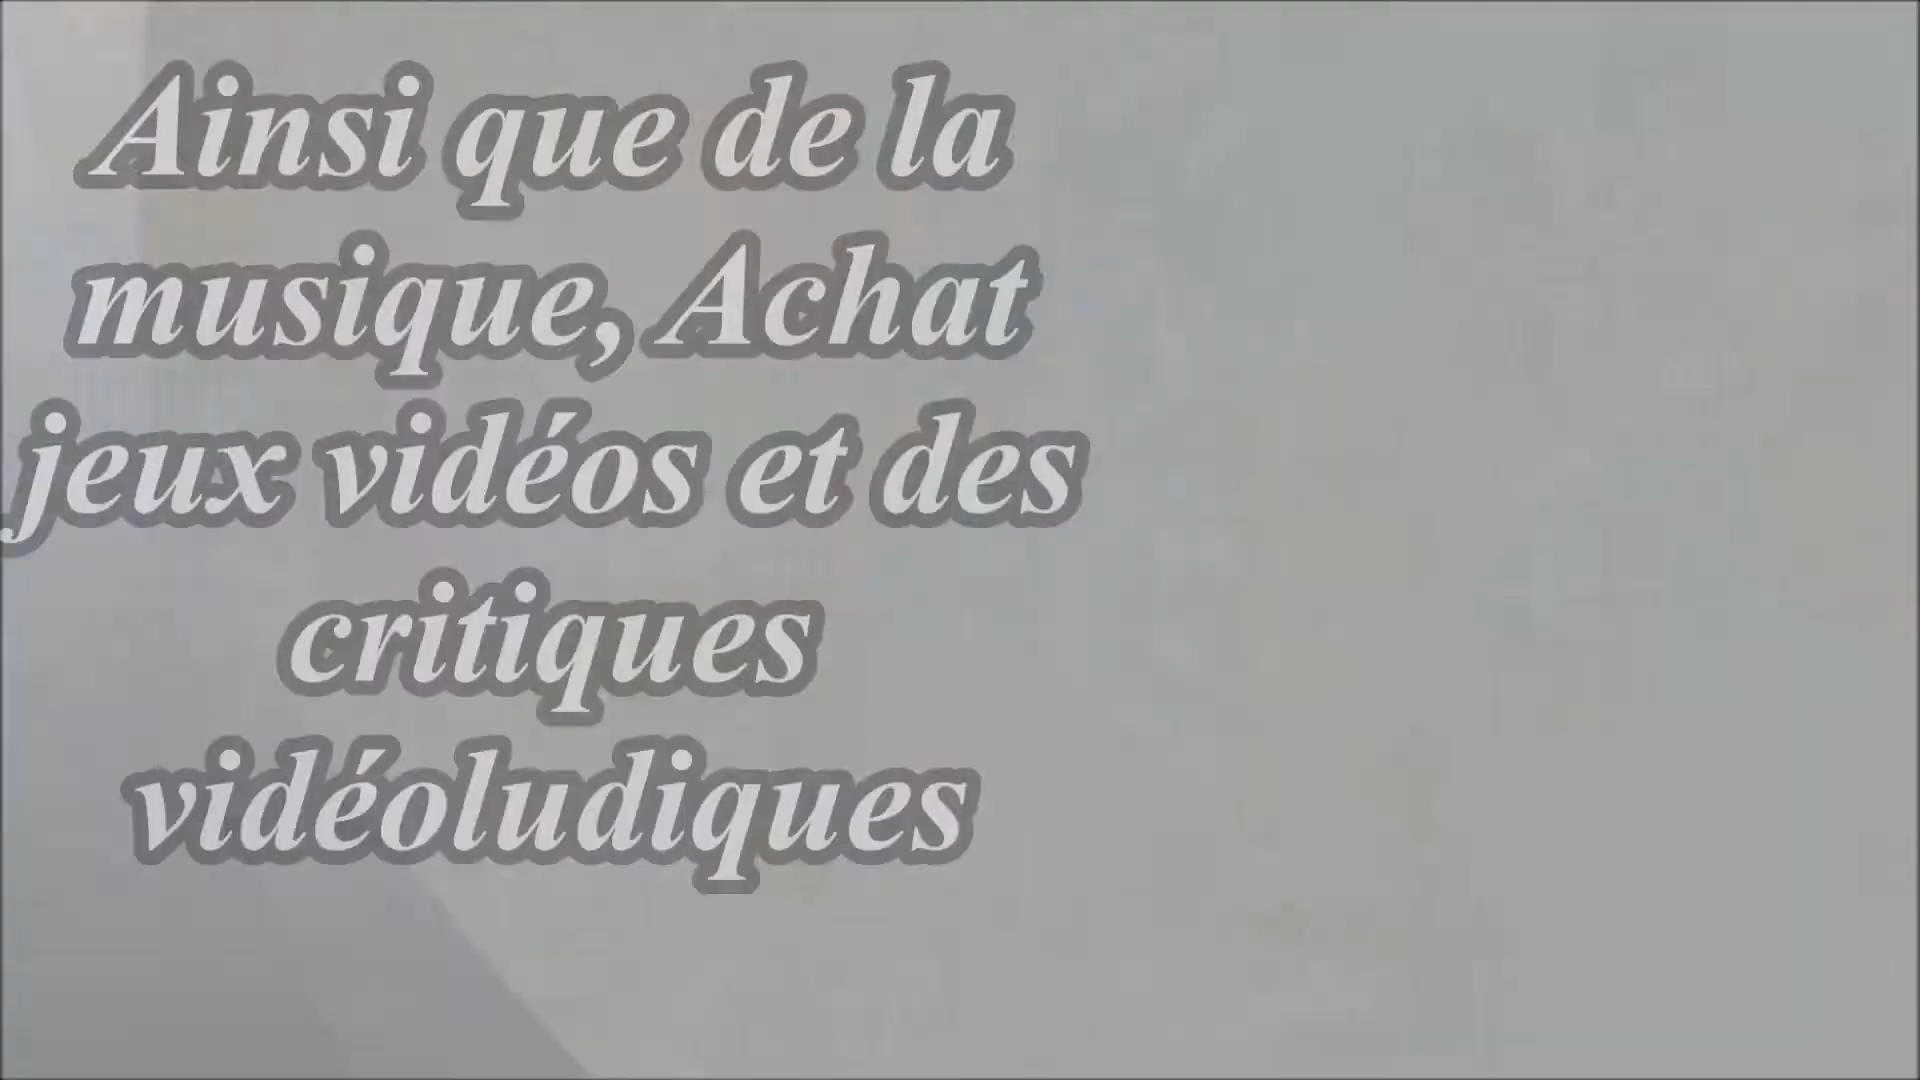 Ainsi que de la
musique, Achat
jeux vidéos et des
critiques
vidéoludiques